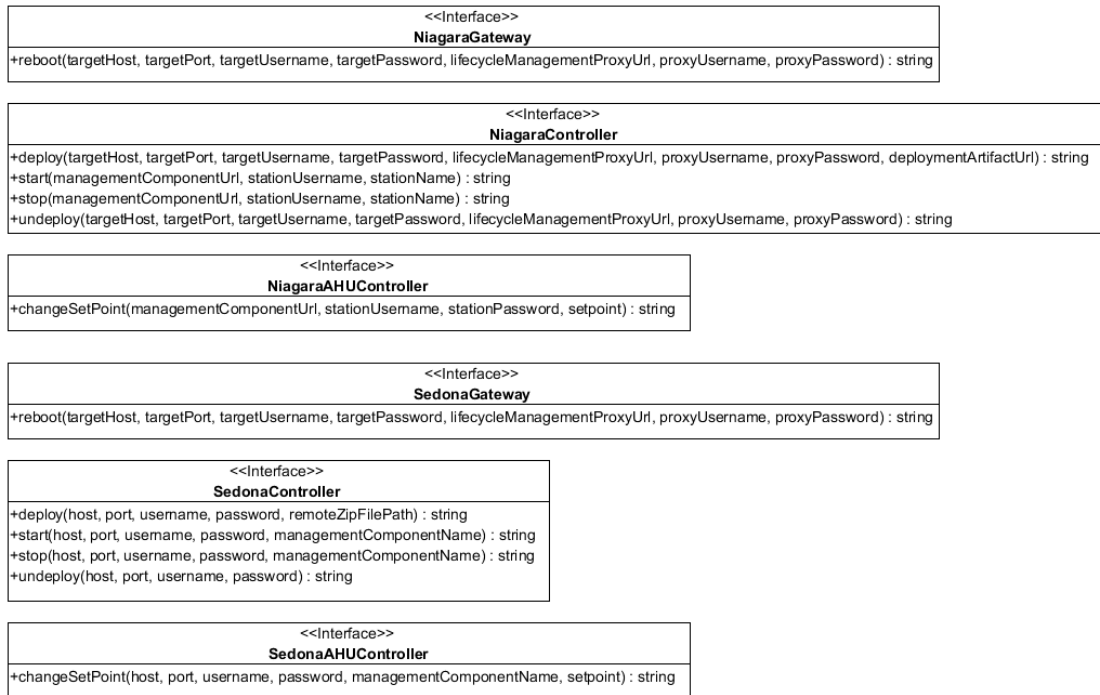 <<Interface>>
NiagaraGateway
+reboot(targetHost, targetPort, targetUsername, targetPassword, lifecycleManagementProxyUrl, proxyUsername, proxyPassword) : string
<<Interface>>
NiagaraController
+deploy(targetHost, targetPort, targetUsername, targetPassword, lifecycleManagementProxyUrl, proxyUsername, proxyPassword, deploymentArtifactUrl) : string
+start(managementComponentUrl, stationUsername, stationName) : string
+stop(managementComponentUrl, stationUsername, stationName) : string
+undeploy(targetHost, targetPort, targetUsername, targetPassword, lifecycleManagementProxyUrl, proxyUsername, proxyPassword) : string
<<Interface>>
NiagaraAHUController
+changeSetPoint(managementComponentUrl, stationUsername, stationPassword, setpoint) : string
<<Interface>>
SedonaGateway
+reboot(targetHost, targetPort, targetUsername, targetPassword, lifecycleManagementProxyUrl, proxyUsername, proxyPassword) : string
<<Interface>>
SedonaController
+deploy(host, port, username, password, remoteZipFilePath) : string
+start(host, port, username, password, managementComponentName) : string
+stop(host, port, username, password, managementComponentName) : string
+undeploy(host, port, username, password) : string
<<Interface>>
SedonaAHUController
+changeSetPoint(host, port, username, password, managementComponentName, setpoint) : string